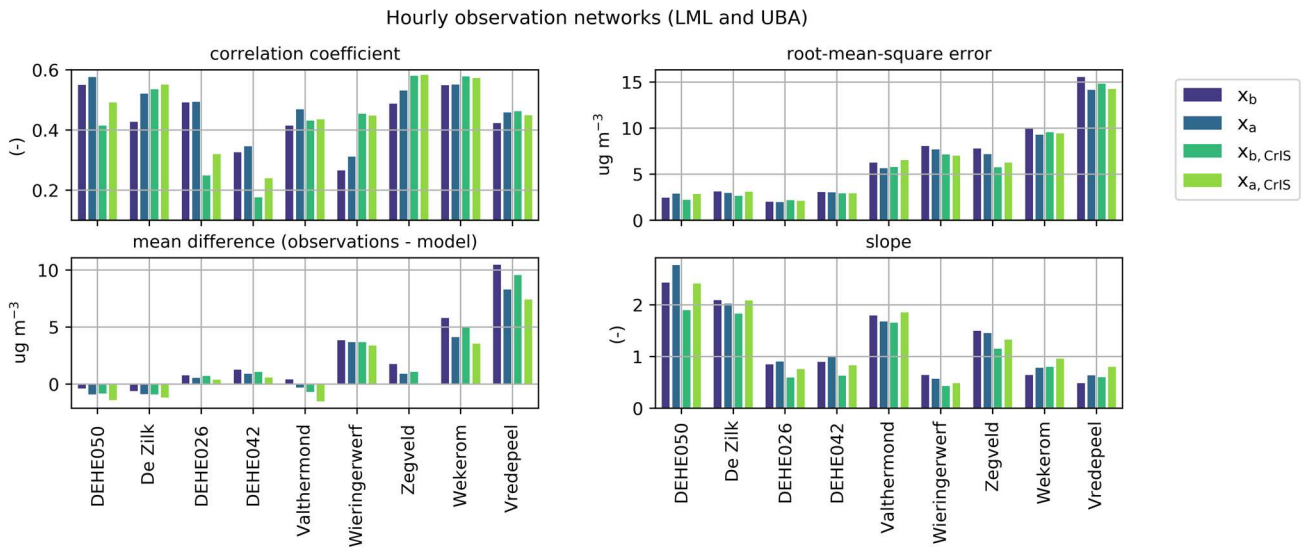 Hourly observation networks (LML and UBA)
correlation coefficient
0.6
0.4
0.2
(-)
root-mean-square error
15
10
5
0
ug m⁻³
x_b
x_a
x_b, CrIS
x_a, CrIS
mean difference (observations - model)
10
5
0
ug m⁻³
DEHE050
De Zilk
DEHE026
DEHE042
Valthermond
Wieringerwerf
Zegveld
Wekerom
Vredepeel
slope
2
1
0
(-)
DEHE050
De Zilk
DEHE026
DEHE042
Valthermond
Wieringerwerf
Zegveld
Wekerom
Vredepeel